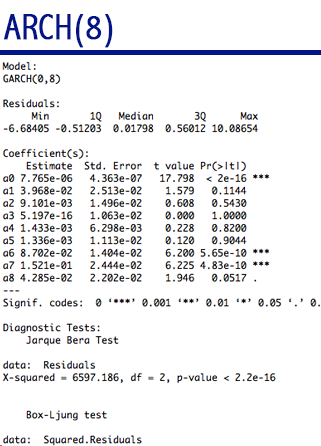 ARCH(8)
Model:
GARCH(0,8)
Residuals:
Min 1Q Median 3Q Max
-6.68405 -0.51203 0.01798 0.56012 10.08654
Coefficient(s):
Estimate Std. Error t value Pr(>|t|)
a0 7.765e-06 4.363e-07 17.798 < 2e-16 ***
a1 3.968e-02 2.513e-02 1.579 0.1144
a2 9.101e-03 1.496e-02 0.608 0.5430
a3 5.197e-16 1.063e-02 0.000 1.0000
a4 1.433e-03 6.298e-03 0.228 0.8200
a5 1.336e-03 1.113e-02 0.120 0.9044
a6 8.702e-02 1.404e-02 6.200 5.65e-10 ***
a7 1.521e-01 2.444e-02 6.225 4.83e-10 ***
a8 4.285e-02 2.202e-02 1.946 0.0517 .
---
Signif. codes: 0 ‘***’ 0.001 ‘**’ 0.01 ‘*’ 0.05 ‘.’ 0.
Diagnostic Tests:
Jarque Bera Test
data: Residuals
X-squared = 6597.186, df = 2, p-value < 2.2e-16
Box-Ljung test
data: Squared.Residuals